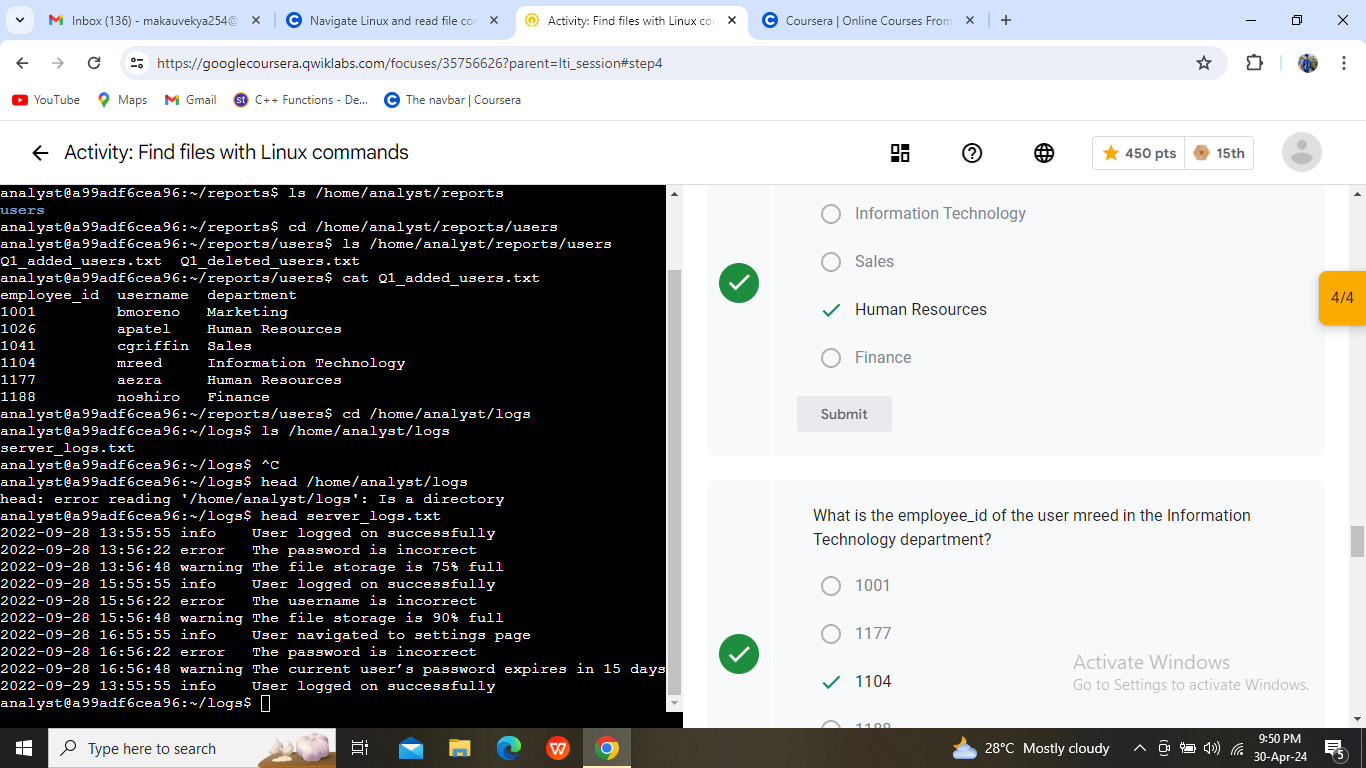 Inbox (136) - makauvekya254@
Navigate Linux and read file co
Activity: Find files with Linux co
Coursera | Online Courses From
https://googlecoursera.qwiklabs.com/focuses/35756626?parent=lti_session#step4
YouTube
Maps
Gmail
st
C++ Functions - De...
The navbar | Coursera
Activity: Find files with Linux commands
450 pts
15th
analyst@a99adf6cea96:~/reports$ ls /home/analyst/reports
users
analyst@a99adf6cea96:~/reports$ cd /home/analyst/reports/users
analyst@a99adf6cea96:~/reports/users$ ls /home/analyst/reports/users
Q1_added_users.txt  Q1_deleted_users.txt
analyst@a99adf6cea96:~/reports/users$ cat Q1_added_users.txt
employee_id  username  department
1001         bmoreno   Marketing
1026         apatel    Human Resources
1041         cgriffin  Sales
1104         mreed     Information Technology
1177         aezra     Human Resources
1188         noshiro   Finance
analyst@a99adf6cea96:~/reports/users$ cd /home/analyst/logs
analyst@a99adf6cea96:~/logs$ ls /home/analyst/logs
server_logs.txt
analyst@a99adf6cea96:~/logs$ ^C
analyst@a99adf6cea96:~/logs$ head /home/analyst/logs
head: error reading '/home/analyst/logs': Is a directory
analyst@a99adf6cea96:~/logs$ head server_logs.txt
2022-09-28 13:55:55 info    User logged on successfully
2022-09-28 13:56:22 error   The password is incorrect
2022-09-28 13:56:48 warning The file storage is 75% full
2022-09-28 15:55:55 info    User logged on successfully
2022-09-28 15:56:22 error   The username is incorrect
2022-09-28 15:56:48 warning The file storage is 90% full
2022-09-28 16:55:55 info    User navigated to settings page
2022-09-28 16:56:22 error   The password is incorrect
2022-09-28 16:56:48 warning The current user’s password expires in 15 days
2022-09-29 13:55:55 info    User logged on successfully
analyst@a99adf6cea96:~/logs$
Information Technology
Sales
Human Resources
Finance
Submit
4/4
What is the employee_id of the user mreed in the Information
Technology department?
1001
1177
1104
1188
Activate Windows
Go to Settings to activate Windows.
Type here to search
28°C Mostly cloudy
9:50 PM
30-Apr-24
5